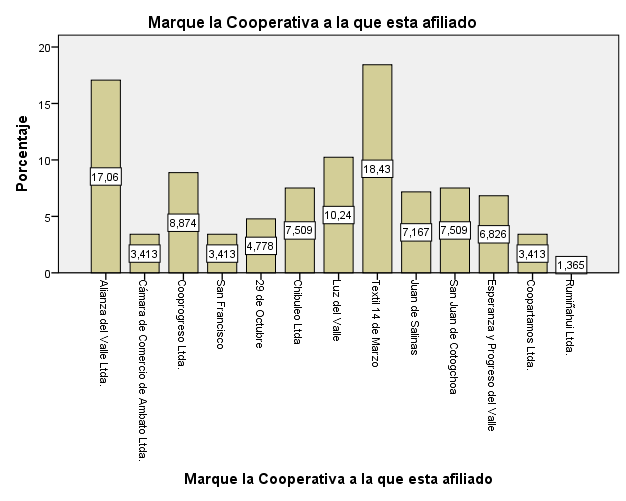 Marque la Cooperativa a la que esta afiliado
Porcentaje
20
15
10
5
0
17,06
3,413
8,874
3,413
4,778
7,509
10,24
18,43
7,167
7,509
6,826
3,413
1,365
Alianza del Valle Ltda.
Cámara de Comercio de Ambato Ltda.
Cooprogreso Ltda.
San Francisco
29 de Octubre
Chibuleo Ltda
Luz del Valle
Textil 14 de Marzo
Juan de Salinas
San Juan de Cotogchoa
Esperanza y Progreso del Valle
Coopartamos Ltda.
Rumiñahui Ltda.
Marque la Cooperativa a la que esta afiliado